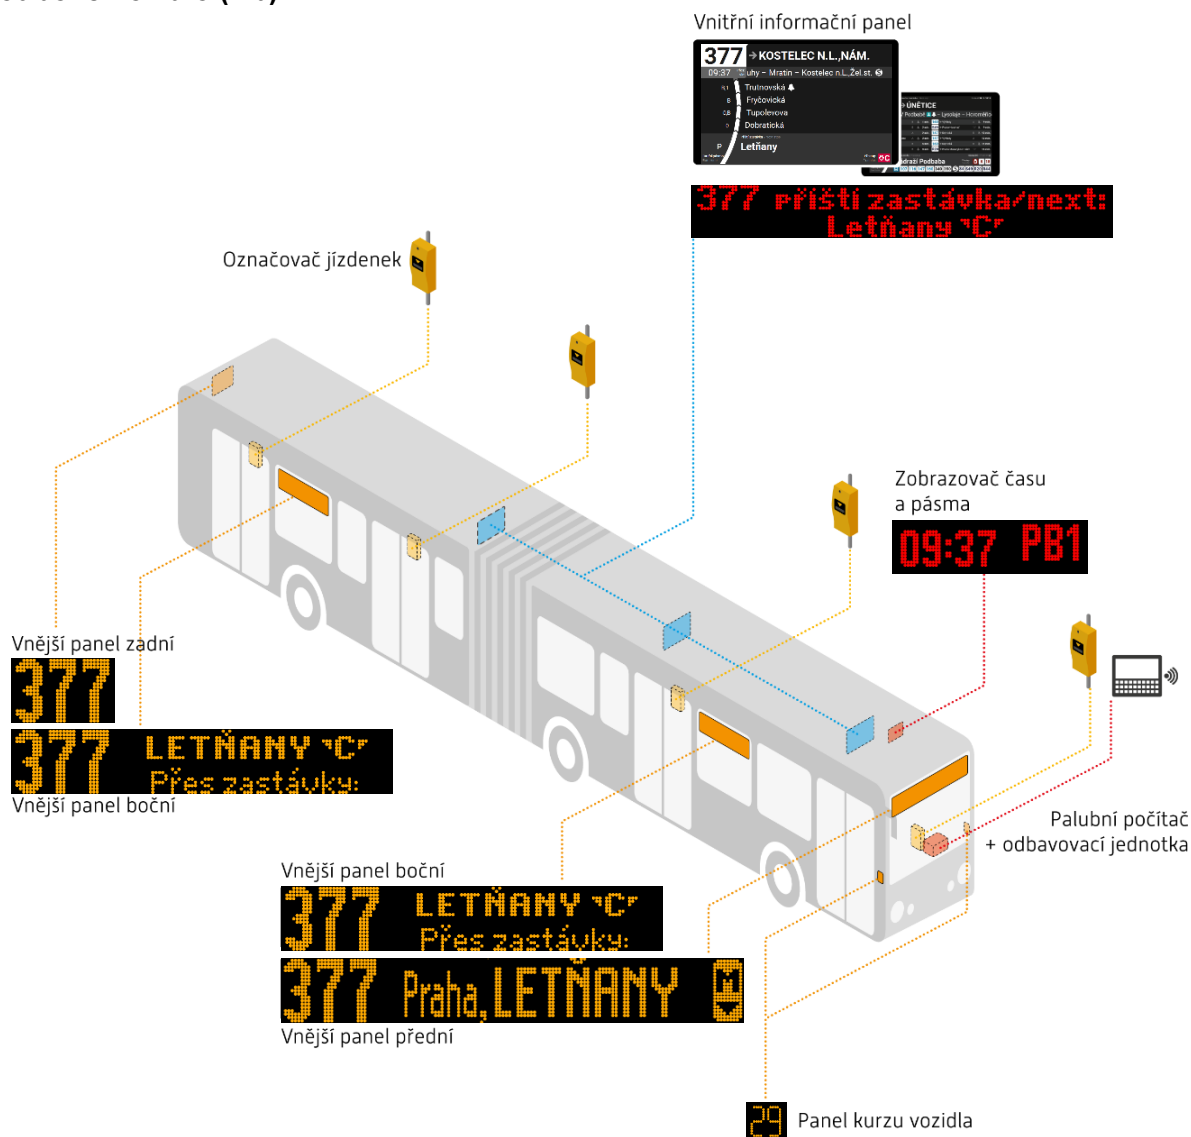 Vnitřní informační panel
377 → KOSTELEC N.L.,NÁM.
09:37 uhy – Mratín – Kostelec n.L.,Žel.st. S
Trutnovská
Fryčovická
Tupolevova
Dobratická
P Letňany
C
→ ÚNĚTICE
Podbaba
377 příští zastávka/next:
Letňany "C"
Označovač jízdenek
Zobrazovač času
a pásma
09:37 PB1
Vnější panel zadní
377
377 LETŇANY "C"
Přes zastávky:
Vnější panel boční
Palubní počítač
+ odbavovací jednotka
Vnější panel boční
377 LETŇANY "C"
Přes zastávky:
377 Praha, LETŇANY M
Vnější panel přední
29 Panel kurzu vozidla